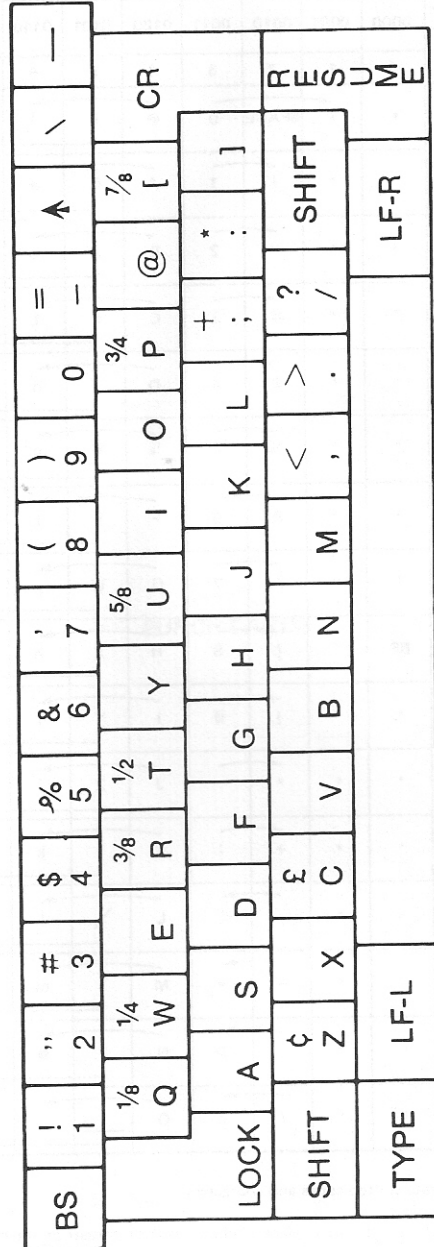 BS ! 1 " 2 # 3 $ 4 % 5 & 6 ' 7 ( 8 ) 9 0 = — ↑ \ —
1/8 Q 1/4 W E 3/8 R 1/2 T Y 5/8 U I O 3/4 P @ 7/8 [ CR
LOCK A S D F G H J K L + ; * : ]
SHIFT ¢ Z X £ C V B N M < , > . ? / SHIFT RESUME
TYPE LF-L LF-R